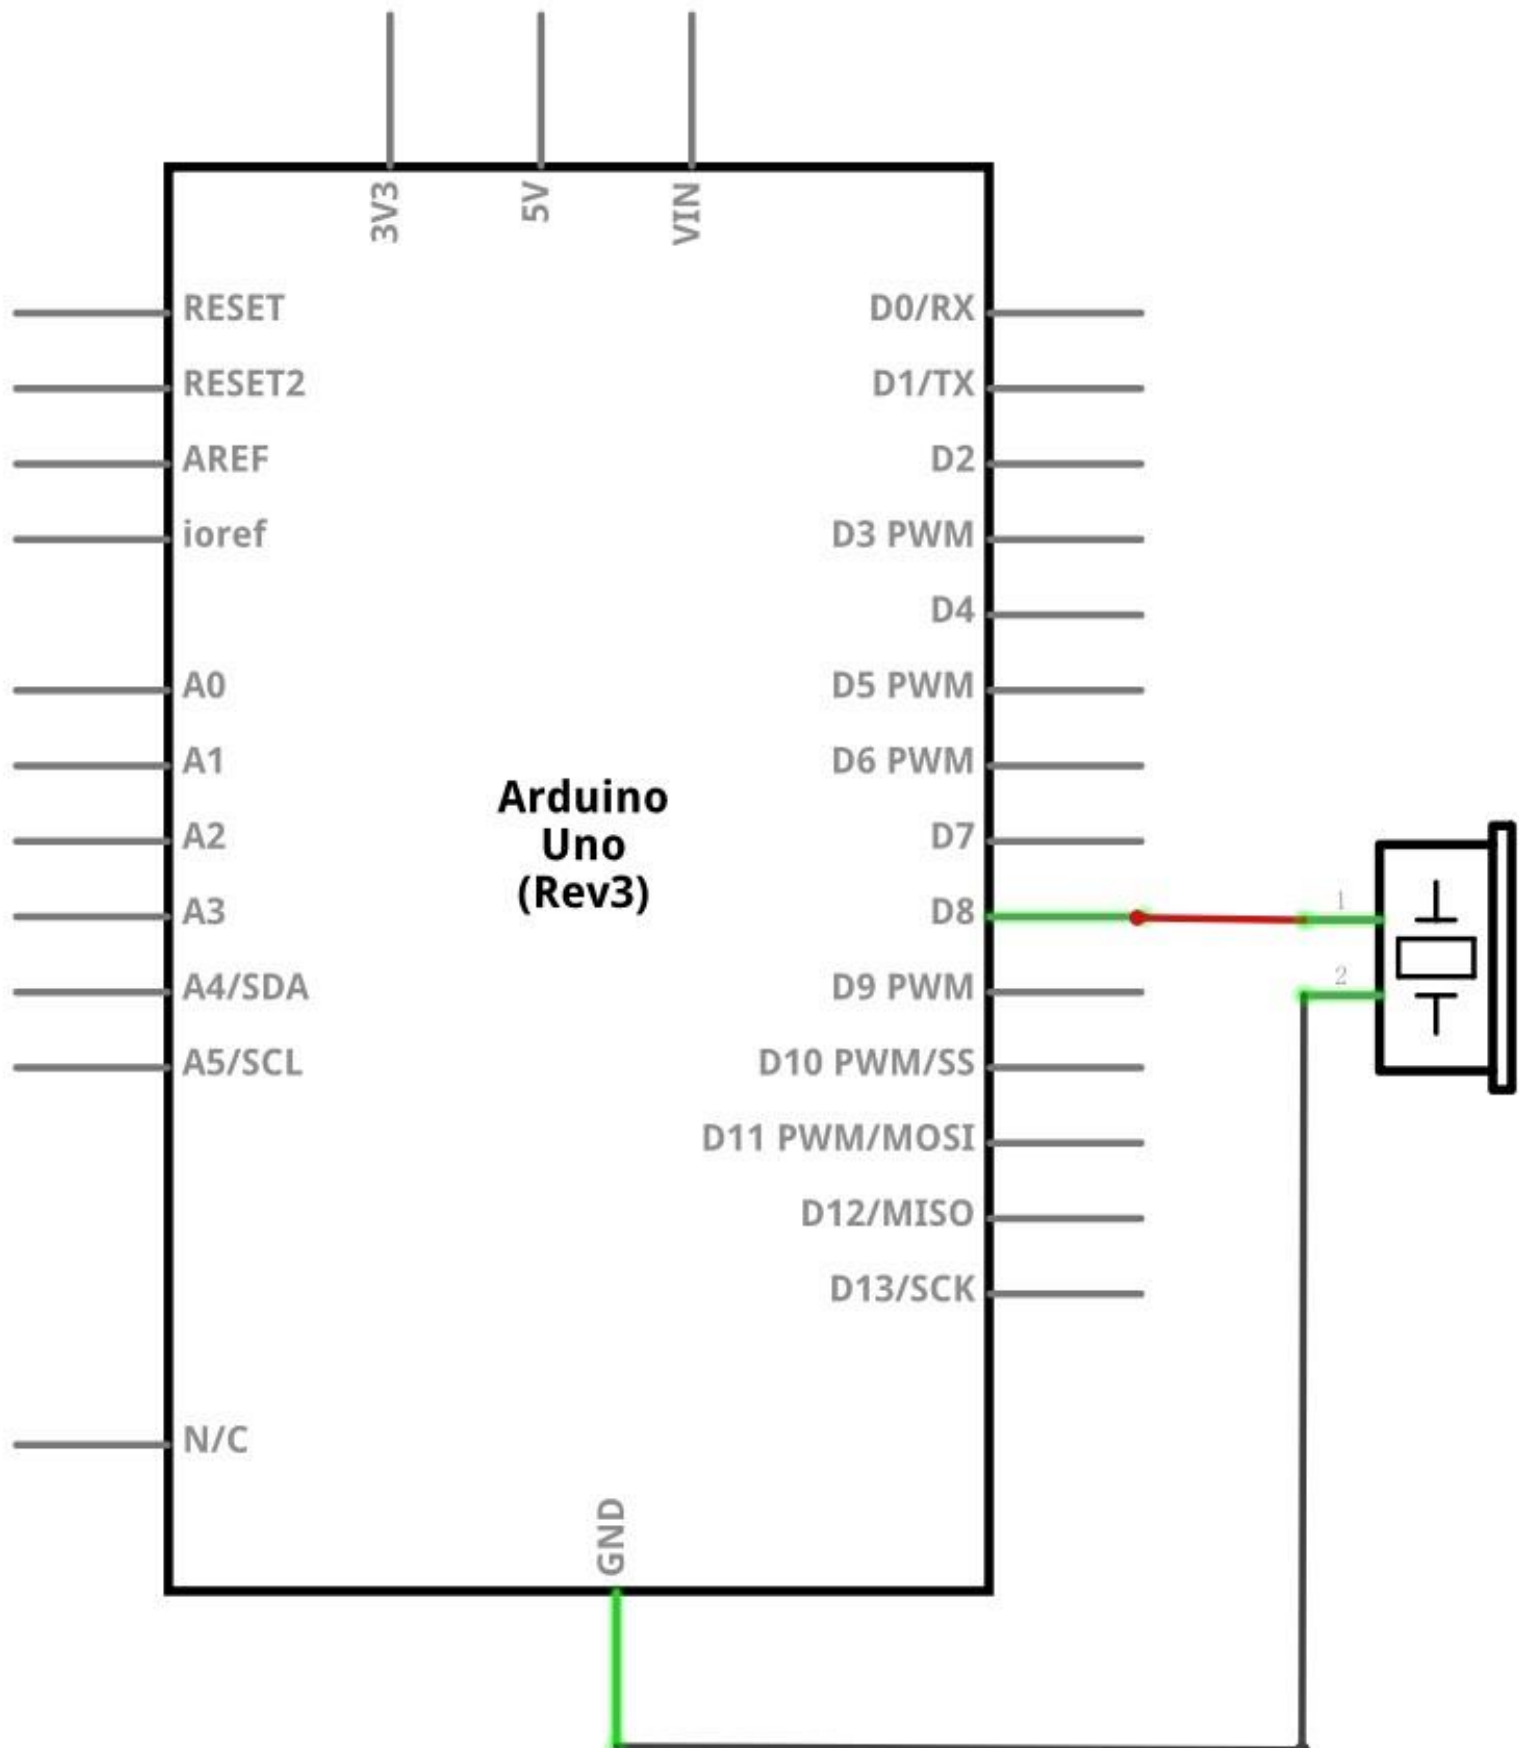 3V3
5V
VIN
RESET
D0/RX
RESET2
D1/TX
AREF
D2
ioref
D3 PWM
D4
A0
D5 PWM
A1
D6 PWM
Arduino
Uno
(Rev3)
A2
D7
A3
D8
1
A4/SDA
D9 PWM
2
A5/SCL
D10 PWM/SS
D11 PWM/MOSI
D12/MISO
D13/SCK
N/C
GND